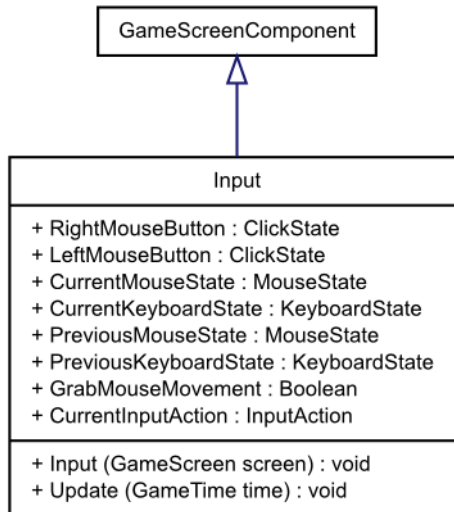 GameScreenComponent
Input
+ RightMouseButton : ClickState
+ LeftMouseButton : ClickState
+ CurrentMouseState : MouseState
+ CurrentKeyboardState : KeyboardState
+ PreviousMouseState : MouseState
+ PreviousKeyboardState : KeyboardState
+ GrabMouseMovement : Boolean
+ CurrentInputAction : InputAction
+ Input (GameScreen screen) : void
+ Update (GameTime time) : void